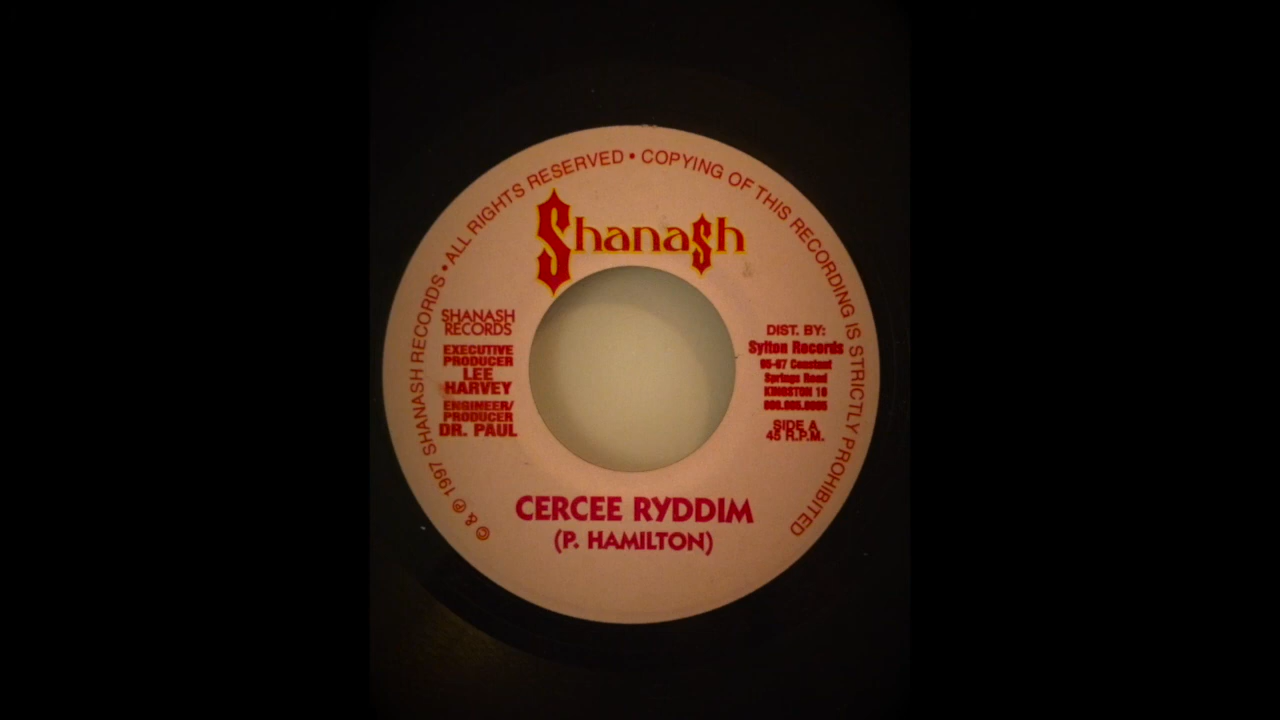 © & ℗ 1997 SHANASH RECORDS • ALL RIGHTS RESERVED • COPYING OF THIS RECORDING IS STRICTLY PROHIBITED
Shanash
SHANASH
RECORDS
EXECUTIVE
PRODUCER
LEE
HARVEY
ENGINEER/
PRODUCER
DR. PAUL
DIST. BY:
Sylton Records
Constant
Springs Road
KINGSTON 10
SIDE A
45 R.P.M.
CERCEE RYDDIM
(P. HAMILTON)